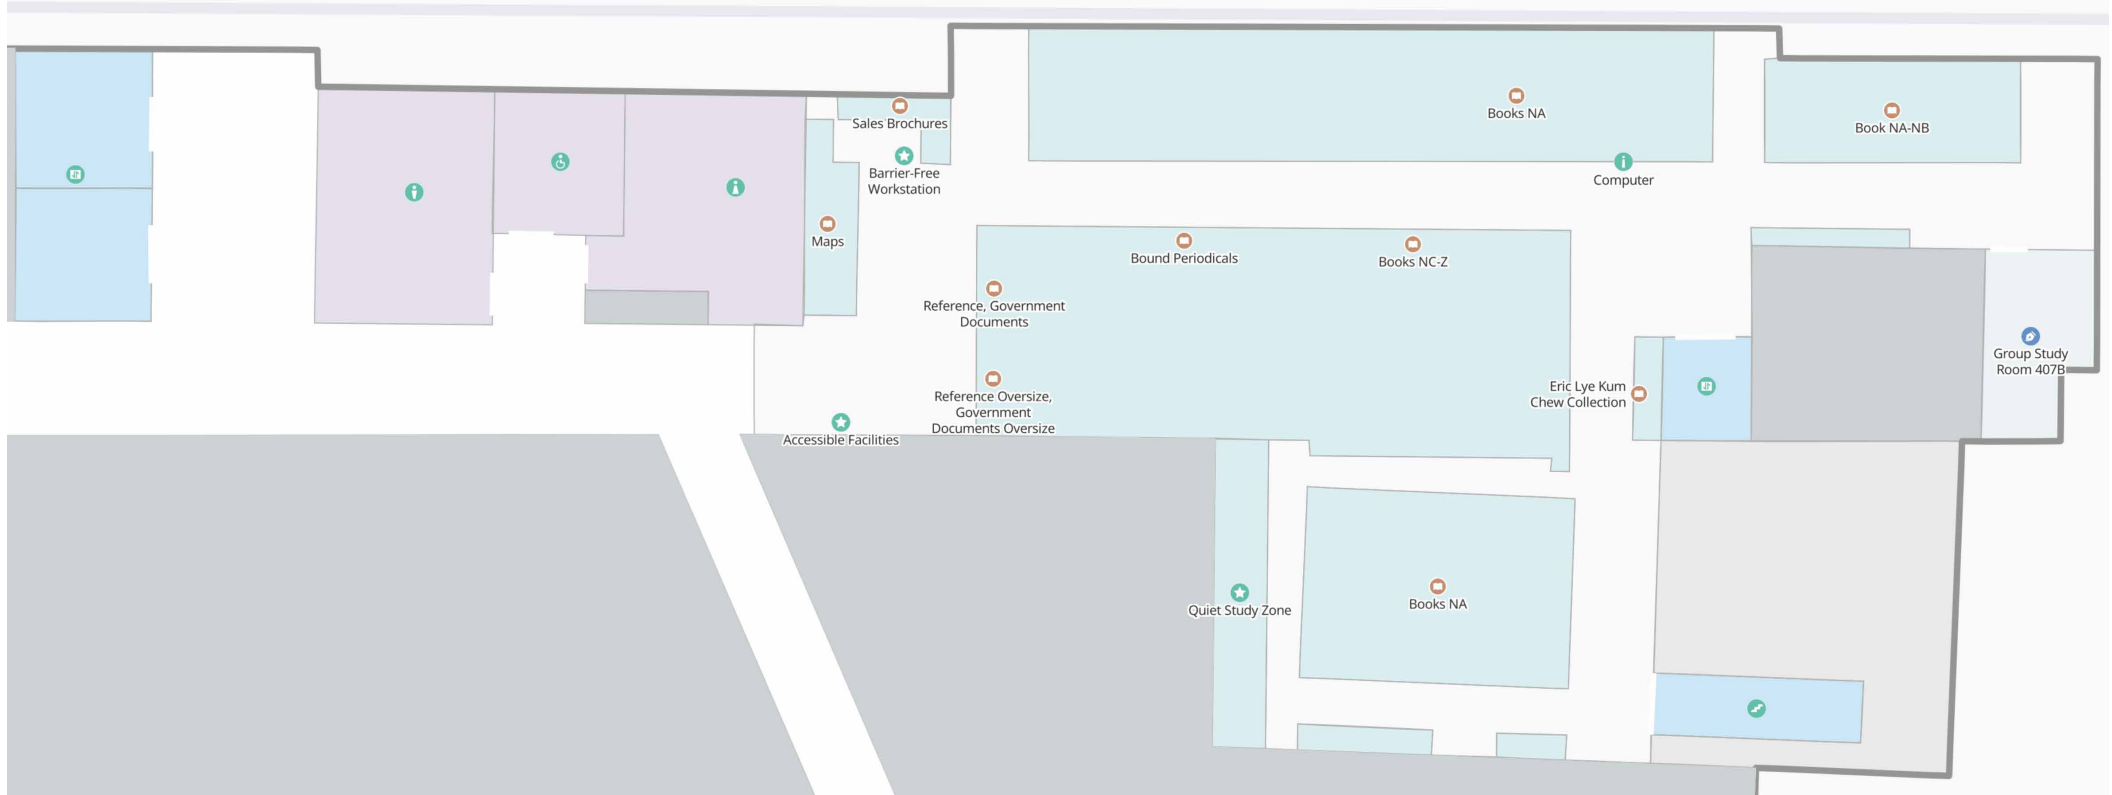 Sales Brochures
Books NA
Book NA-NB
Barrier-Free
Workstation
Computer
Maps
Bound Periodicals
Books NC-Z
Reference, Government
Documents
Group Study
Room 407B
Reference Oversize,
Government
Documents Oversize
Eric Lye Kum
Chew Collection
Accessible Facilities
Quiet Study Zone
Books NA